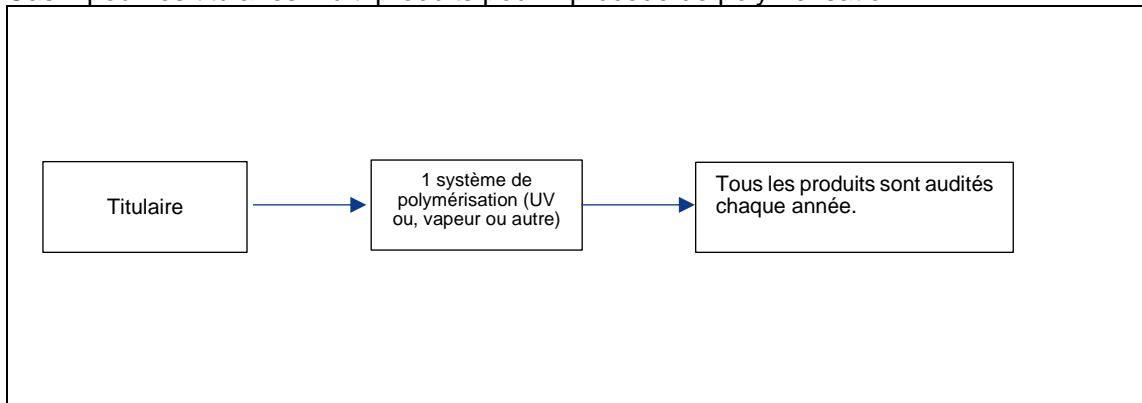 Titulaire
1 système de
polymérisation (UV
ou, vapeur ou autre)
Tous les produits sont audités
chaque année.